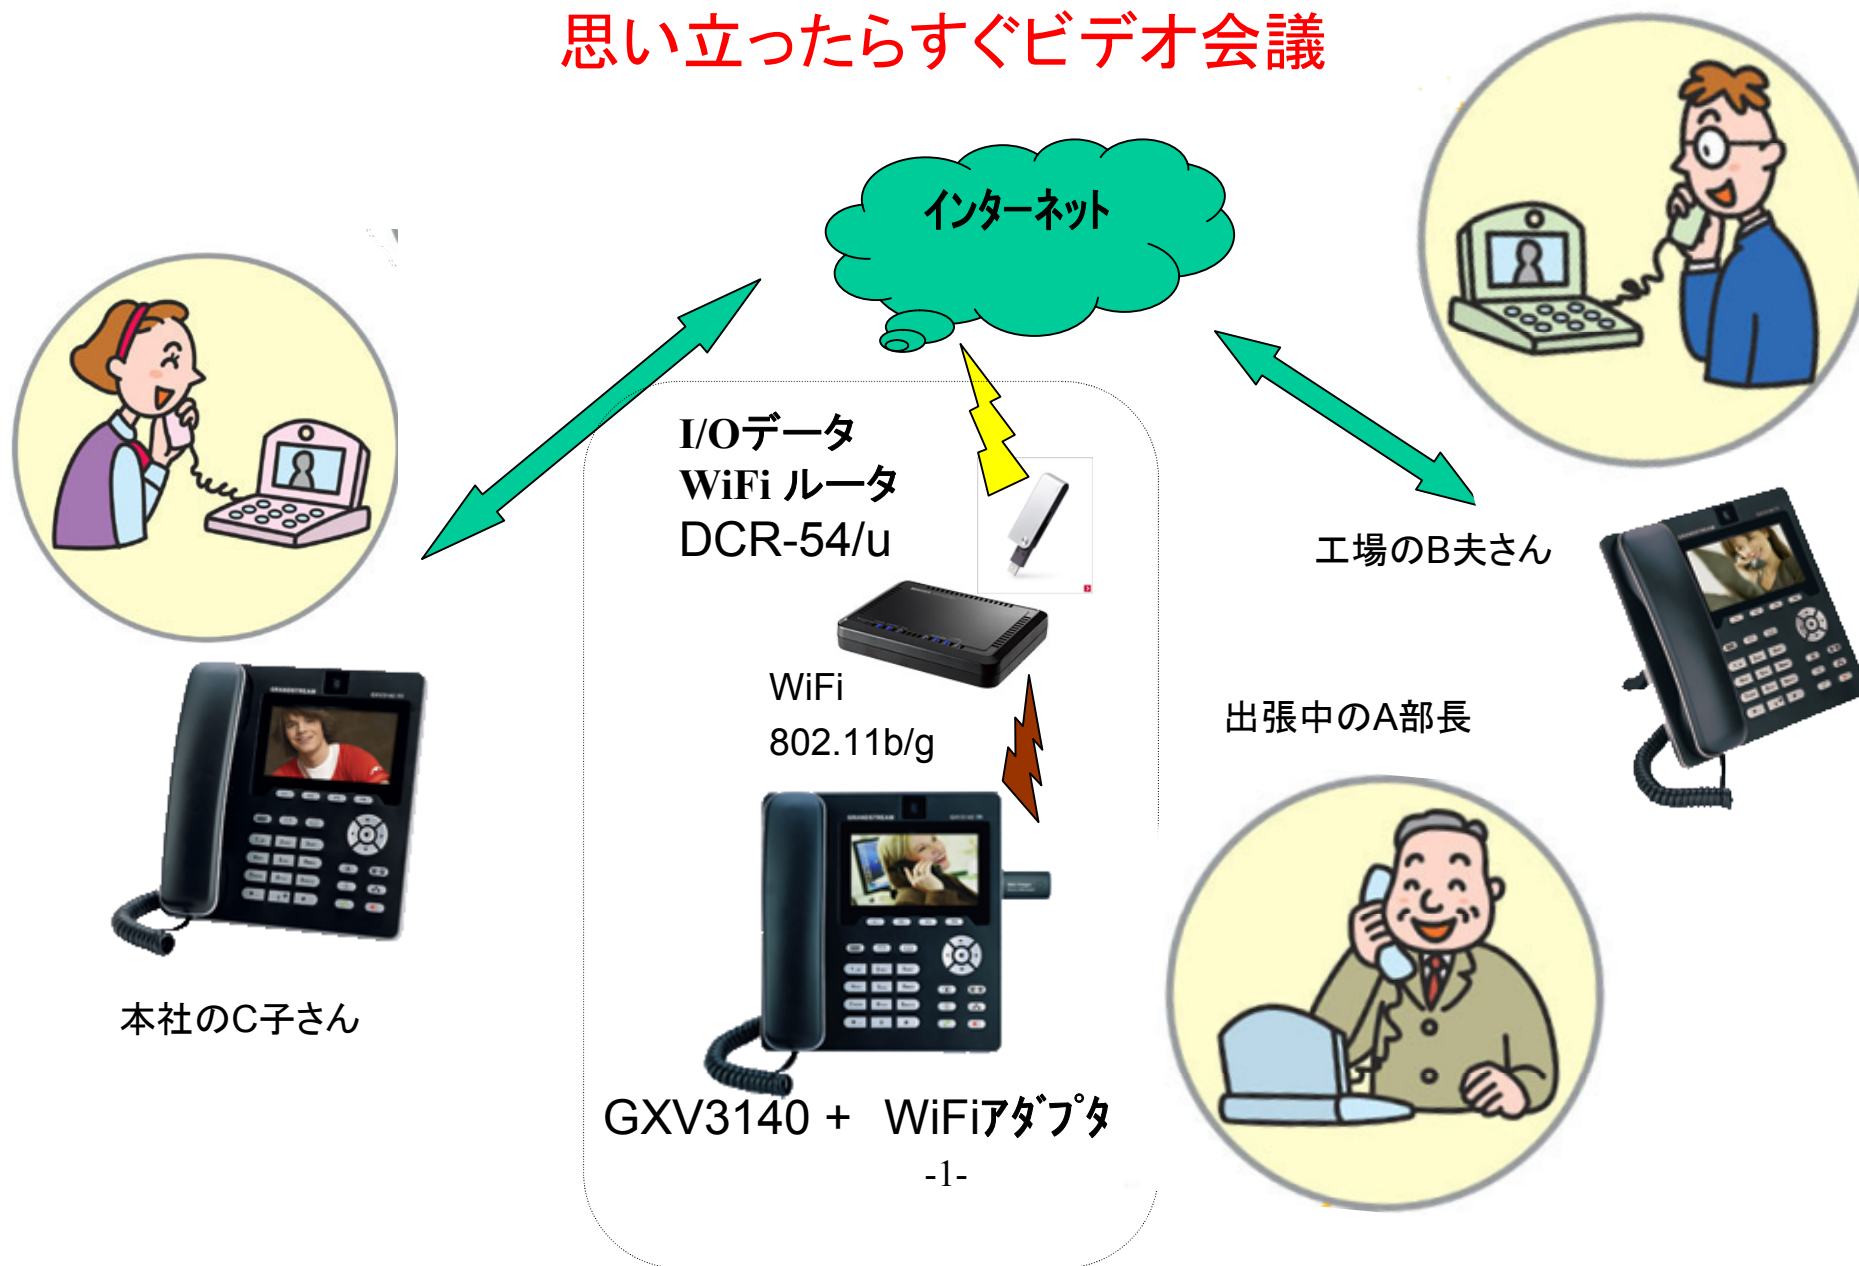 思い立ったらすぐビデオ会議
インターネット
I/Oデータ
WiFi ルータ
DCR-54/u
工場のB夫さん
WiFi
802.11b/g
出張中のA部長
GRANDSTREAM
GRANDSTREAM
本社のC子さん
GXV3140 + WiFiアダプタ
-1-